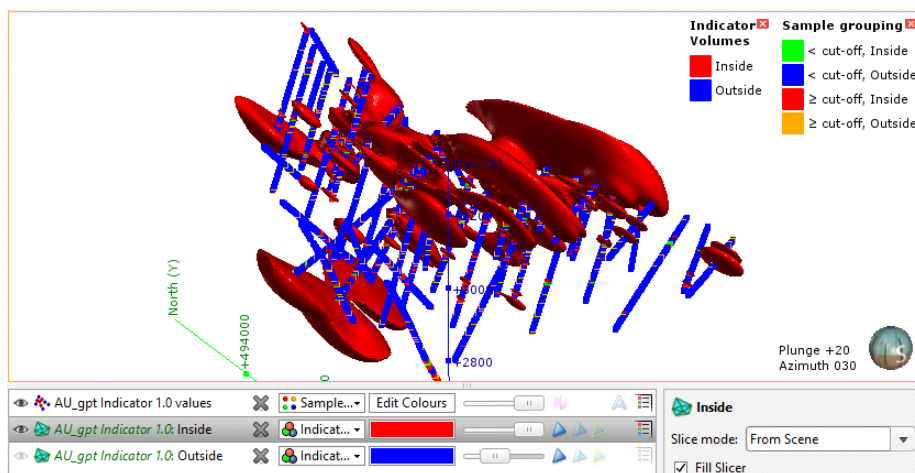 Indicator Volumes
Inside
Outside
Sample grouping
< cut-off, Inside
< cut-off, Outside
≥ cut-off, Inside
≥ cut-off, Outside
North (Y)
+494000
+2800
Plunge +20
Azimuth 030
S
AU_gpt Indicator 1.0 values
Sample...
Edit Colours
A
AU_gpt Indicator 1.0: Inside
Indicat...
AU_gpt Indicator 1.0: Outside
Indicat...
Inside
Slice mode: From Scene
Fill Slicer